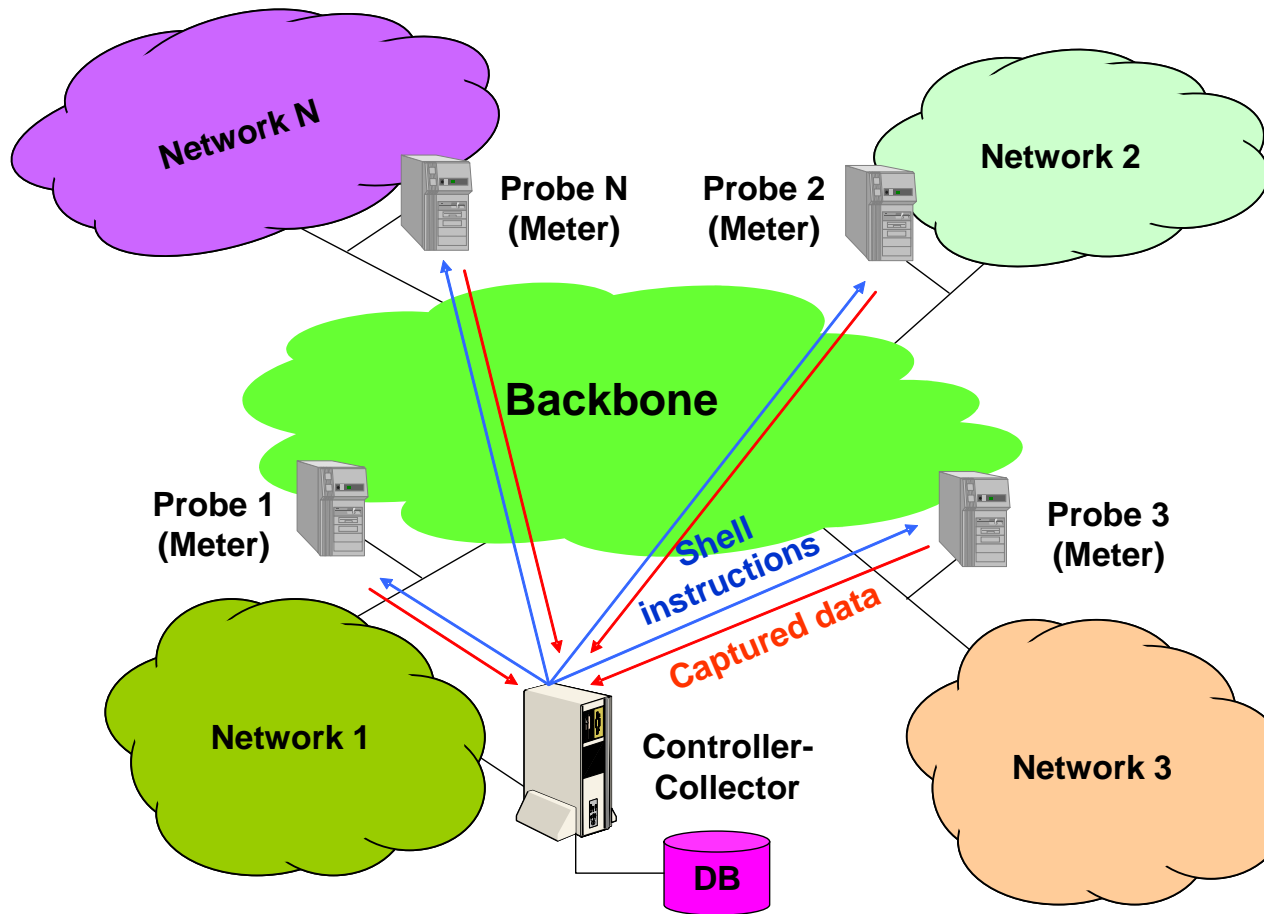 Network N
Network 2
Probe N
(Meter)
Probe 2
(Meter)
Backbone
Probe 1
(Meter)
Probe 3
(Meter)
Shell
instructions
Captured data
Network 1
Controller-
Collector
Network 3
DB